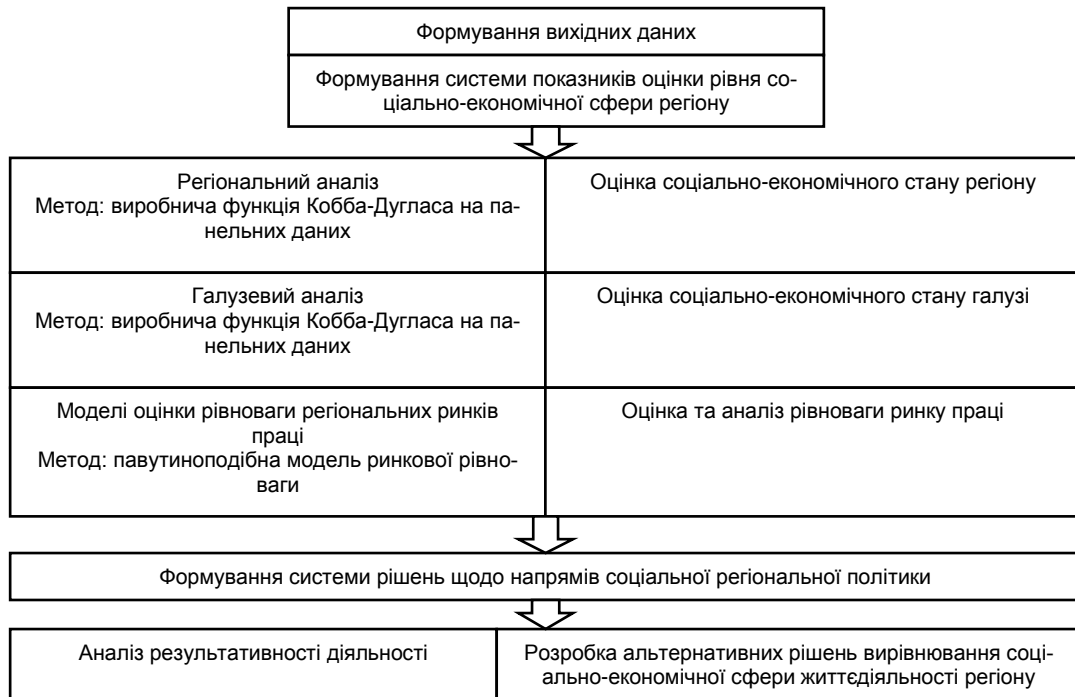 Формування вихідних даних
Формування системи показників оцінки рівня со-
ціально-економічної сфери регіону
Регіональний аналіз
Метод: виробнича функція Кобба-Дугласа на па-
нельних даних
Оцінка соціально-економічного стану регіону
Галузевий аналіз
Метод: виробнича функція Кобба-Дугласа на па-
нельних даних
Оцінка соціально-економічного стану галузі
Моделі оцінки рівноваги регіональних ринків
праці
Метод: павутиноподібна модель ринкової рівно-
ваги
Оцінка та аналіз рівноваги ринку праці
Формування системи рішень щодо напрямів соціальної регіональної політики
Аналіз результативності діяльності
Розробка альтернативних рішень вирівнювання соці-
ально-економічної сфери життєдіяльності регіону